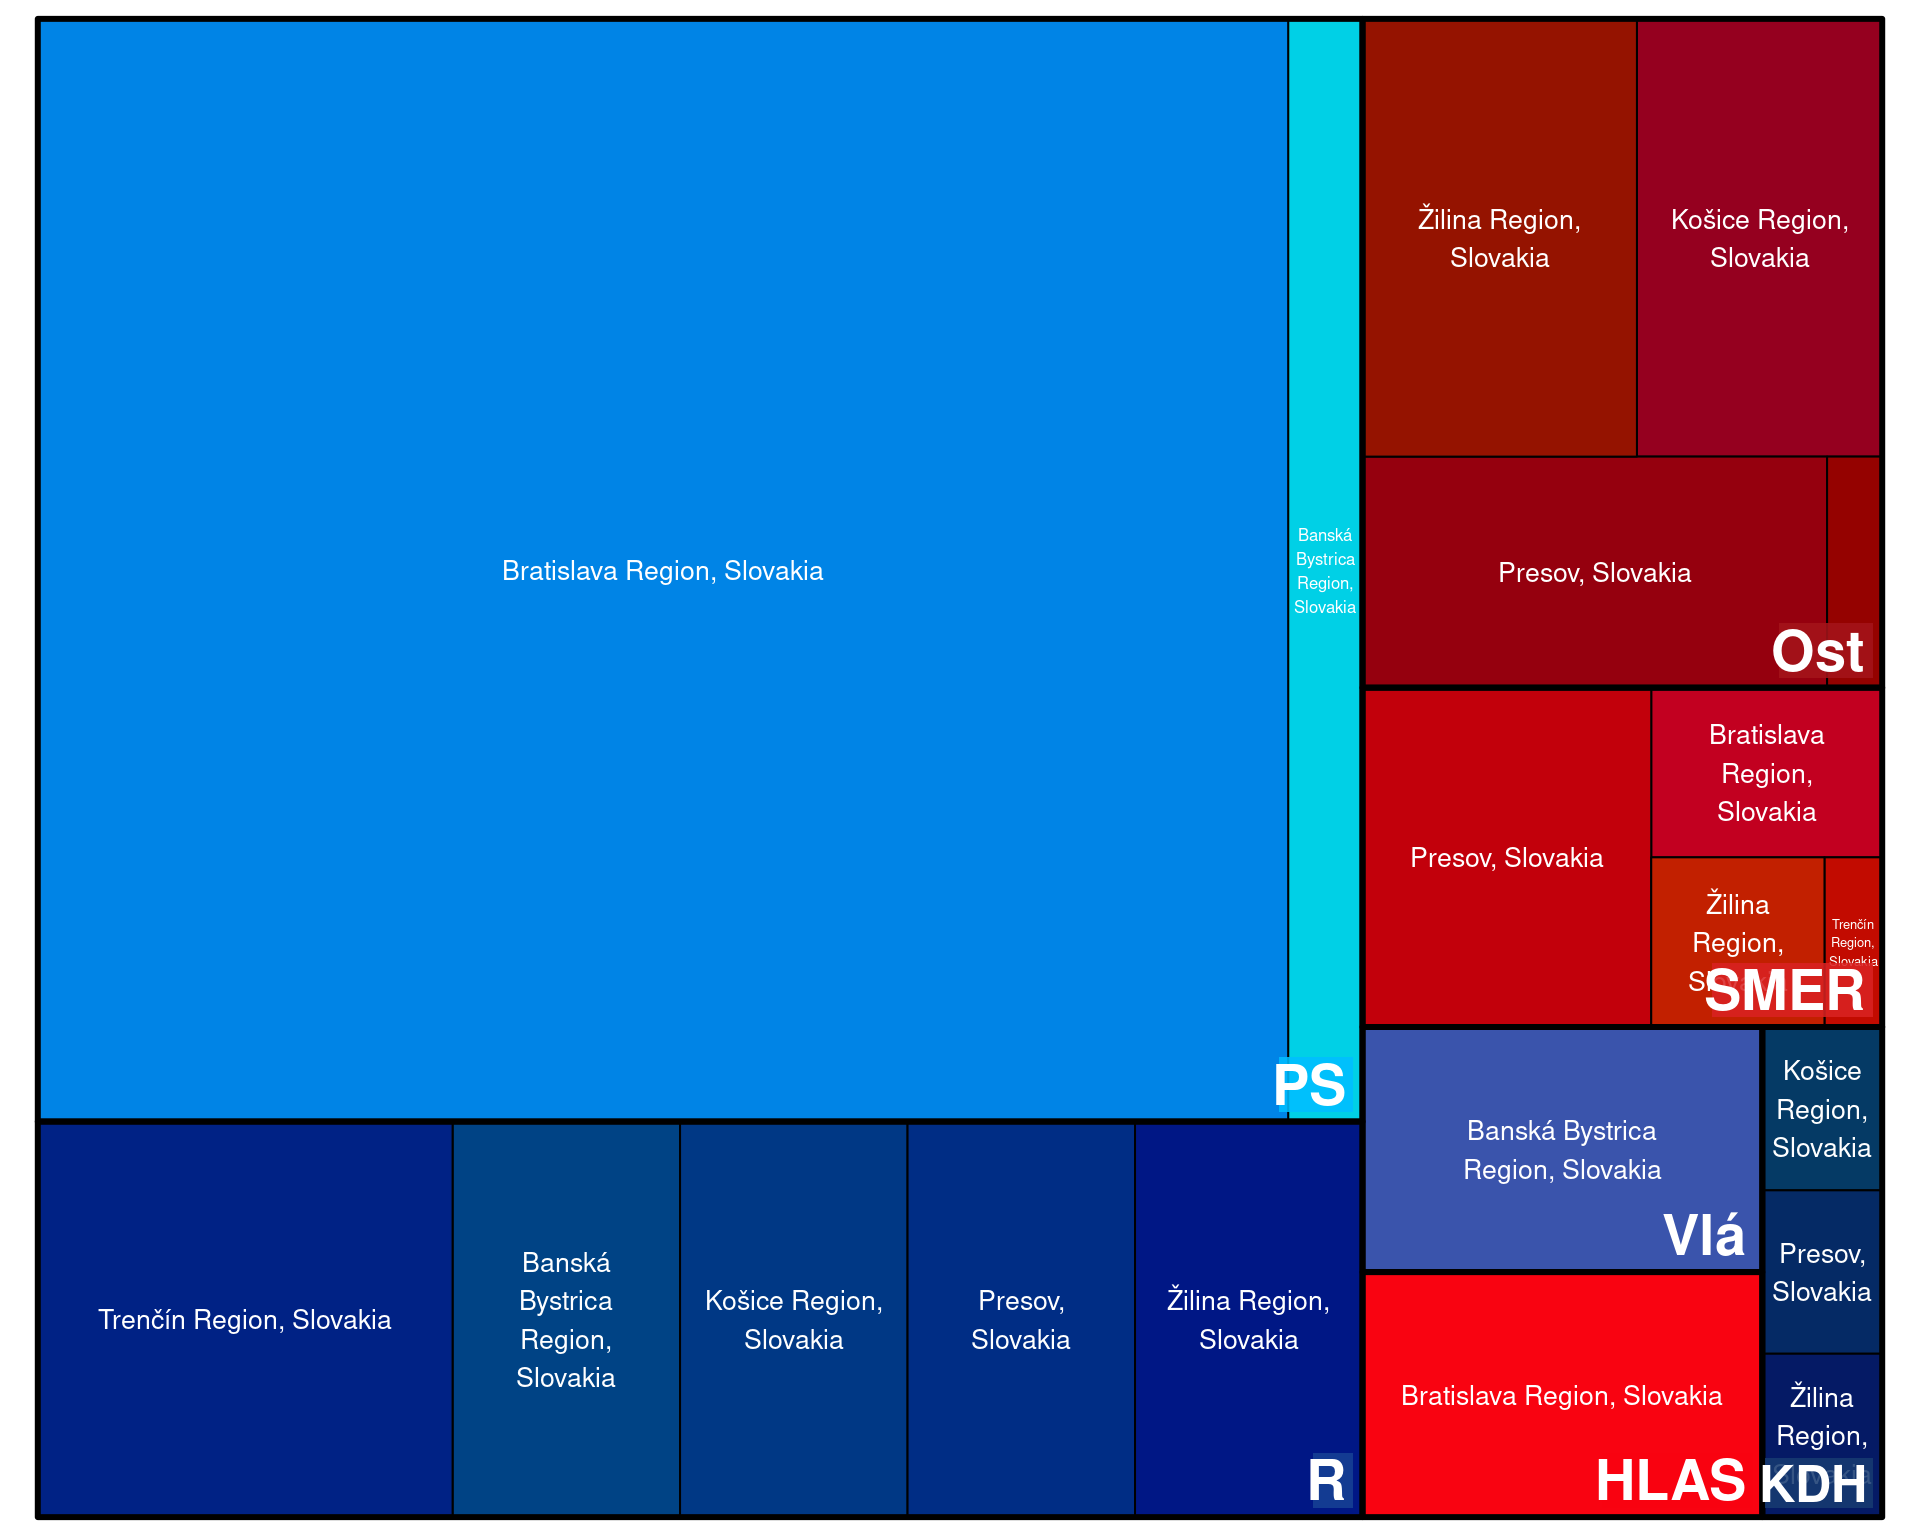 Bratislava Region, Slovakia
Banská
Bystrica
Region,
Slovakia
PS
Žilina Region,
Slovakia
Košice Region,
Slovakia
Presov, Slovakia
Ost
Presov, Slovakia
Bratislava
Region,
Slovakia
Žilina
Region,
Trenčín
Region,
Slovakia
SMER
Banská Bystrica
Region, Slovakia
Vlá
Košice
Region,
Slovakia
Presov,
Slovakia
Žilina
Region,
Slovakia
KDH
Bratislava Region, Slovakia
HLAS
Trenčín Region, Slovakia
Banská
Bystrica
Region,
Slovakia
Košice Region,
Slovakia
Presov,
Slovakia
Žilina Region,
Slovakia
R